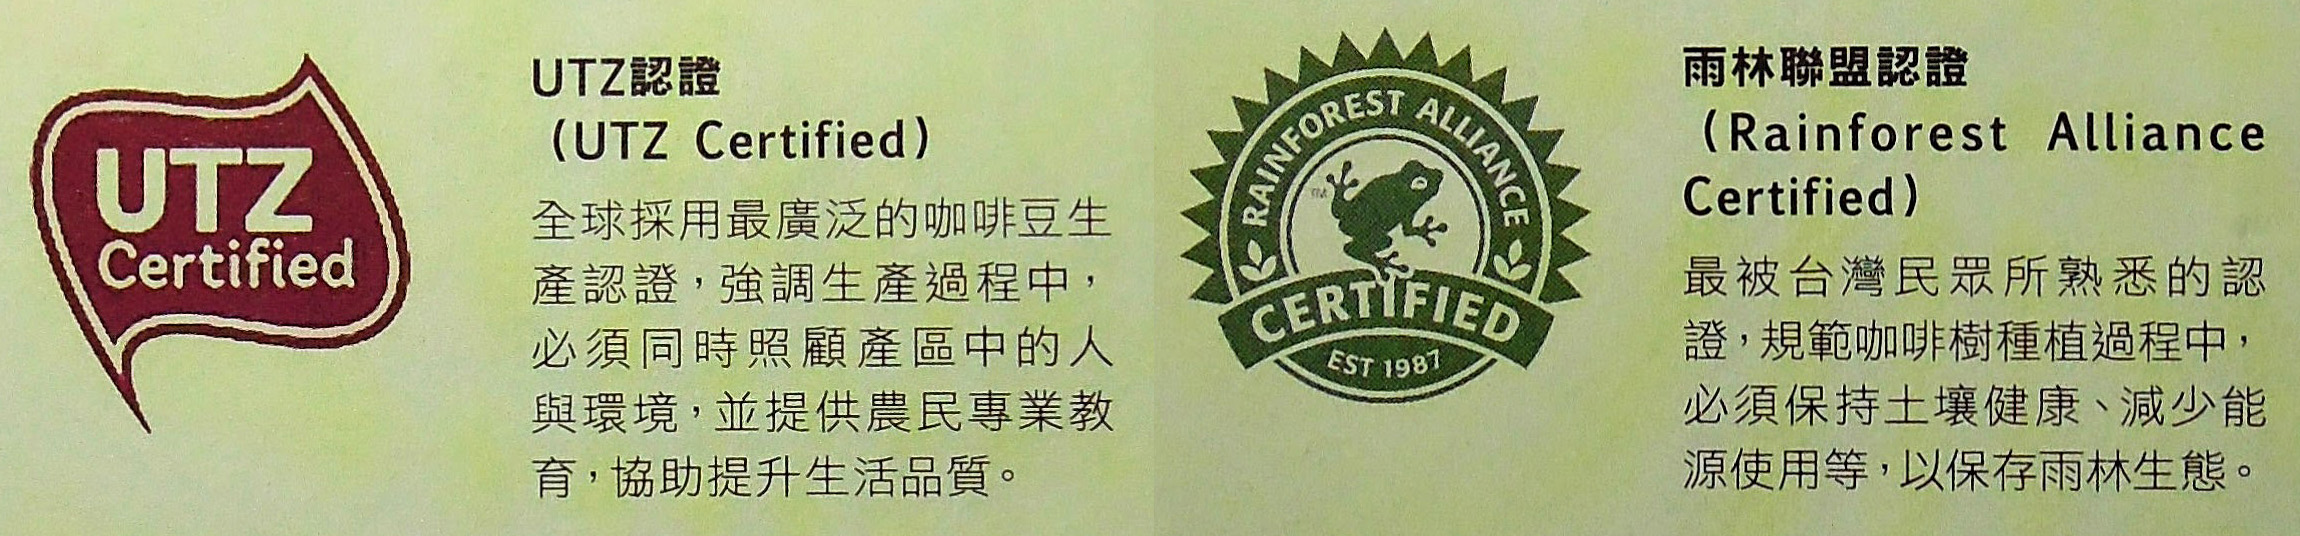 UTZ
Certified
UTZ認證
(UTZ Certified)
全球採用最廣泛的咖啡豆生
產認證，強調生產過程中，
必須同時照顧產區中的人
與環境，並提供農民專業教
育，協助提升生活品質。
RAINFOREST ALLIANCE
CERTIFIED
EST 1987
雨林聯盟認證
(Rainforest Alliance
Certified)
最被台灣民眾所熟悉的認
證，規範咖啡樹種植過程中，
必須保持土壤健康、減少能
源使用等，以保存雨林生態。